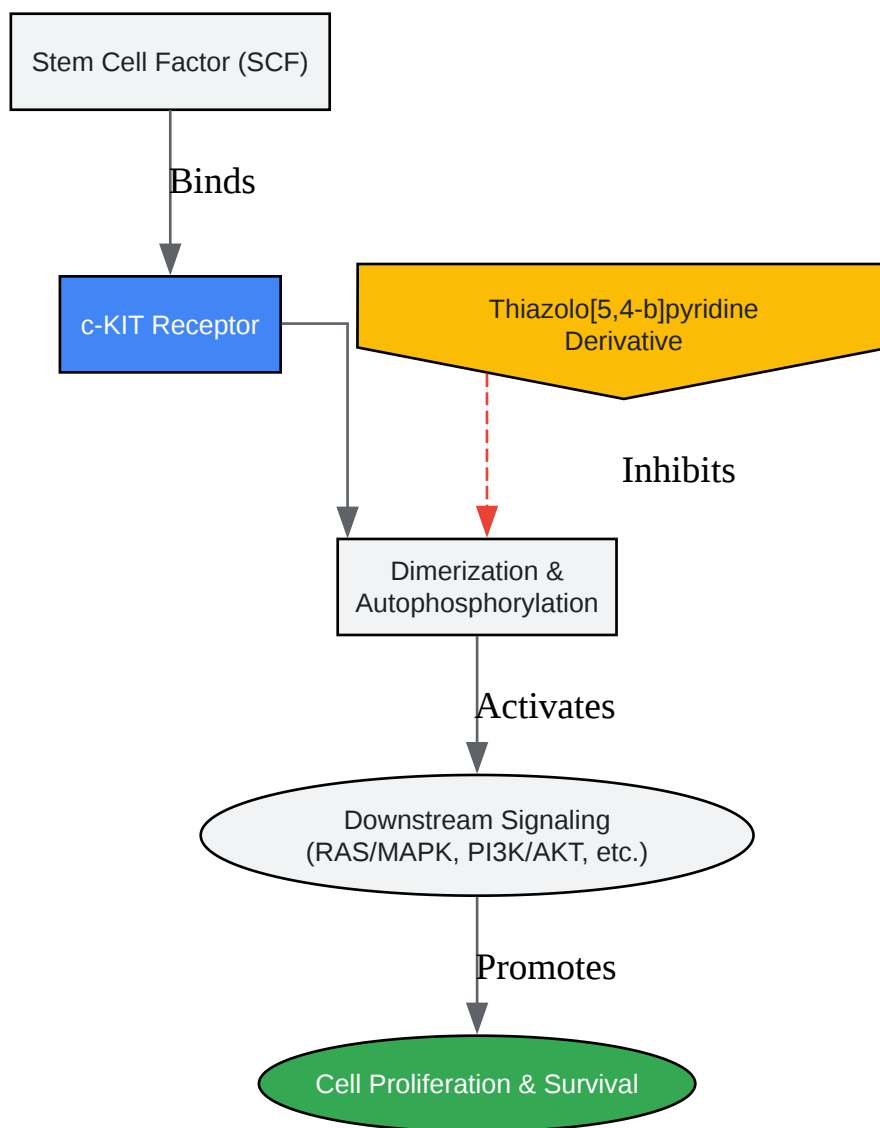 Stem Cell Factor (SCF)
Binds
c-KIT Receptor
Thiazolo[5,4-b]pyridine
Derivative
Inhibits
Dimerization &
Autophosphorylation
Activates
Downstream Signaling
(RAS/MAPK, PI3K/AKT, etc.)
Promotes
Cell Proliferation & Survival